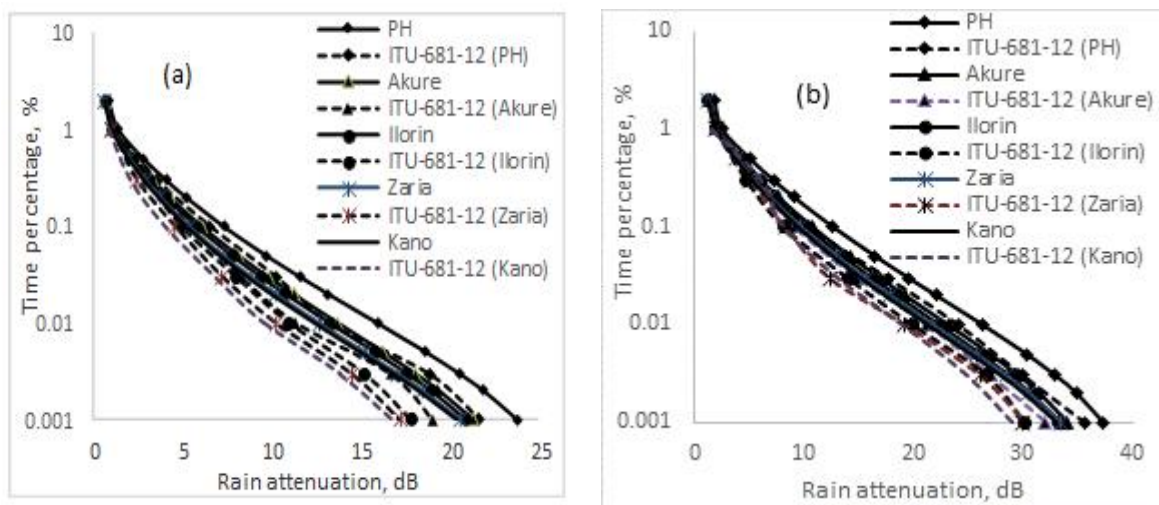 (a)
10
1
0.1
0.01
0.001
Time percentage, %
0
5
10
15
20
25
Rain attenuation, dB
PH
ITU-681-12 (PH)
Akure
ITU-681-12 (Akure)
Ilorin
ITU-681-12 (Ilorin)
Zaria
ITU-681-12 (Zaria)
Kano
ITU-681-12 (Kano)
(b)
10
1
0.1
0.01
0.001
Time percentage, %
0
10
20
30
40
Rain attenuation, dB
PH
ITU-681-12 (PH)
Akure
ITU-681-12 (Akure)
Ilorin
ITU-681-12 (Ilorin)
Zaria
ITU-681-12 (Zaria)
Kano
ITU-681-12 (Kano)